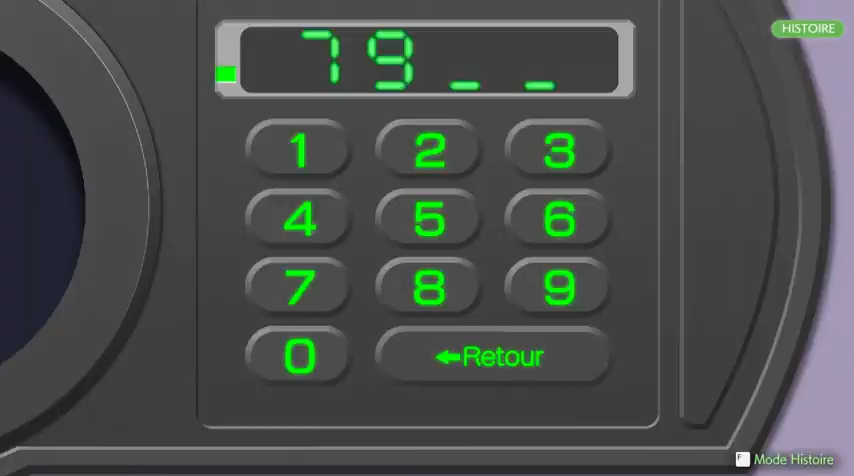 HISTOIRE
79_ _
1 2 3
4 5 6
7 8 9
0 ←Retour
F Mode Histoire